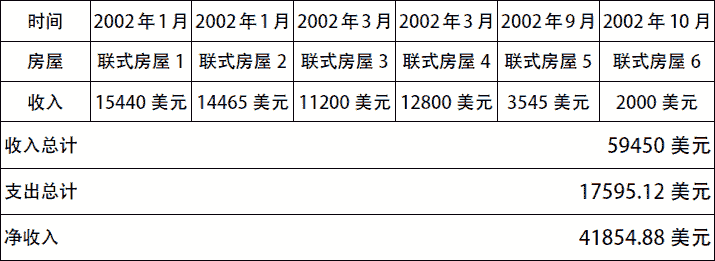 时间 2002年1月 2002年1月 2002年3月 2002年3月 2002年9月 2002年10月
房屋 联式房屋1 联式房屋2 联式房屋3 联式房屋4 联式房屋5 联式房屋6
收入 15440美元 14465美元 11200美元 12800美元 3545美元 2000美元
收入总计 59450美元
支出总计 17595.12美元
净收入 41854.88美元